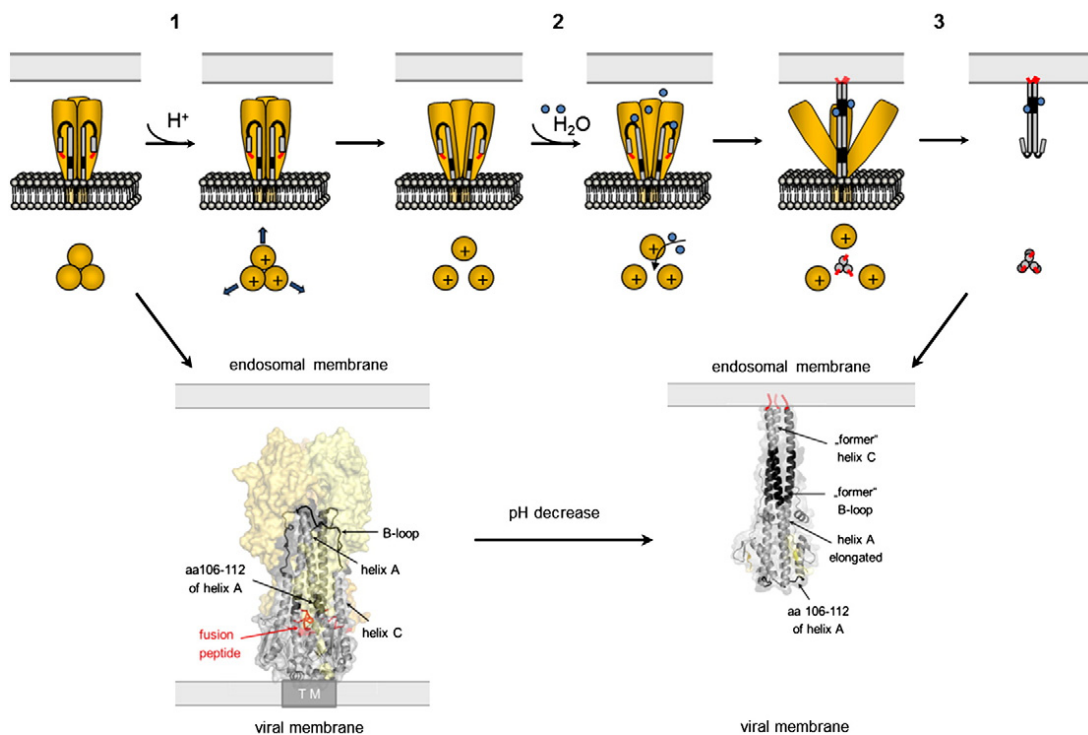 1
2
3
H+
H₂O
+
+
+
+
+
+
+
+
+
+
+
+
endosomal membrane
endosomal membrane
„former“
helix C
„former“
B-loop
pH decrease
B-loop
helix A
helix A
elongated
aa106-112
of helix A
aa 106-112
of helix A
helix C
fusion
peptide
TM
viral membrane
viral membrane